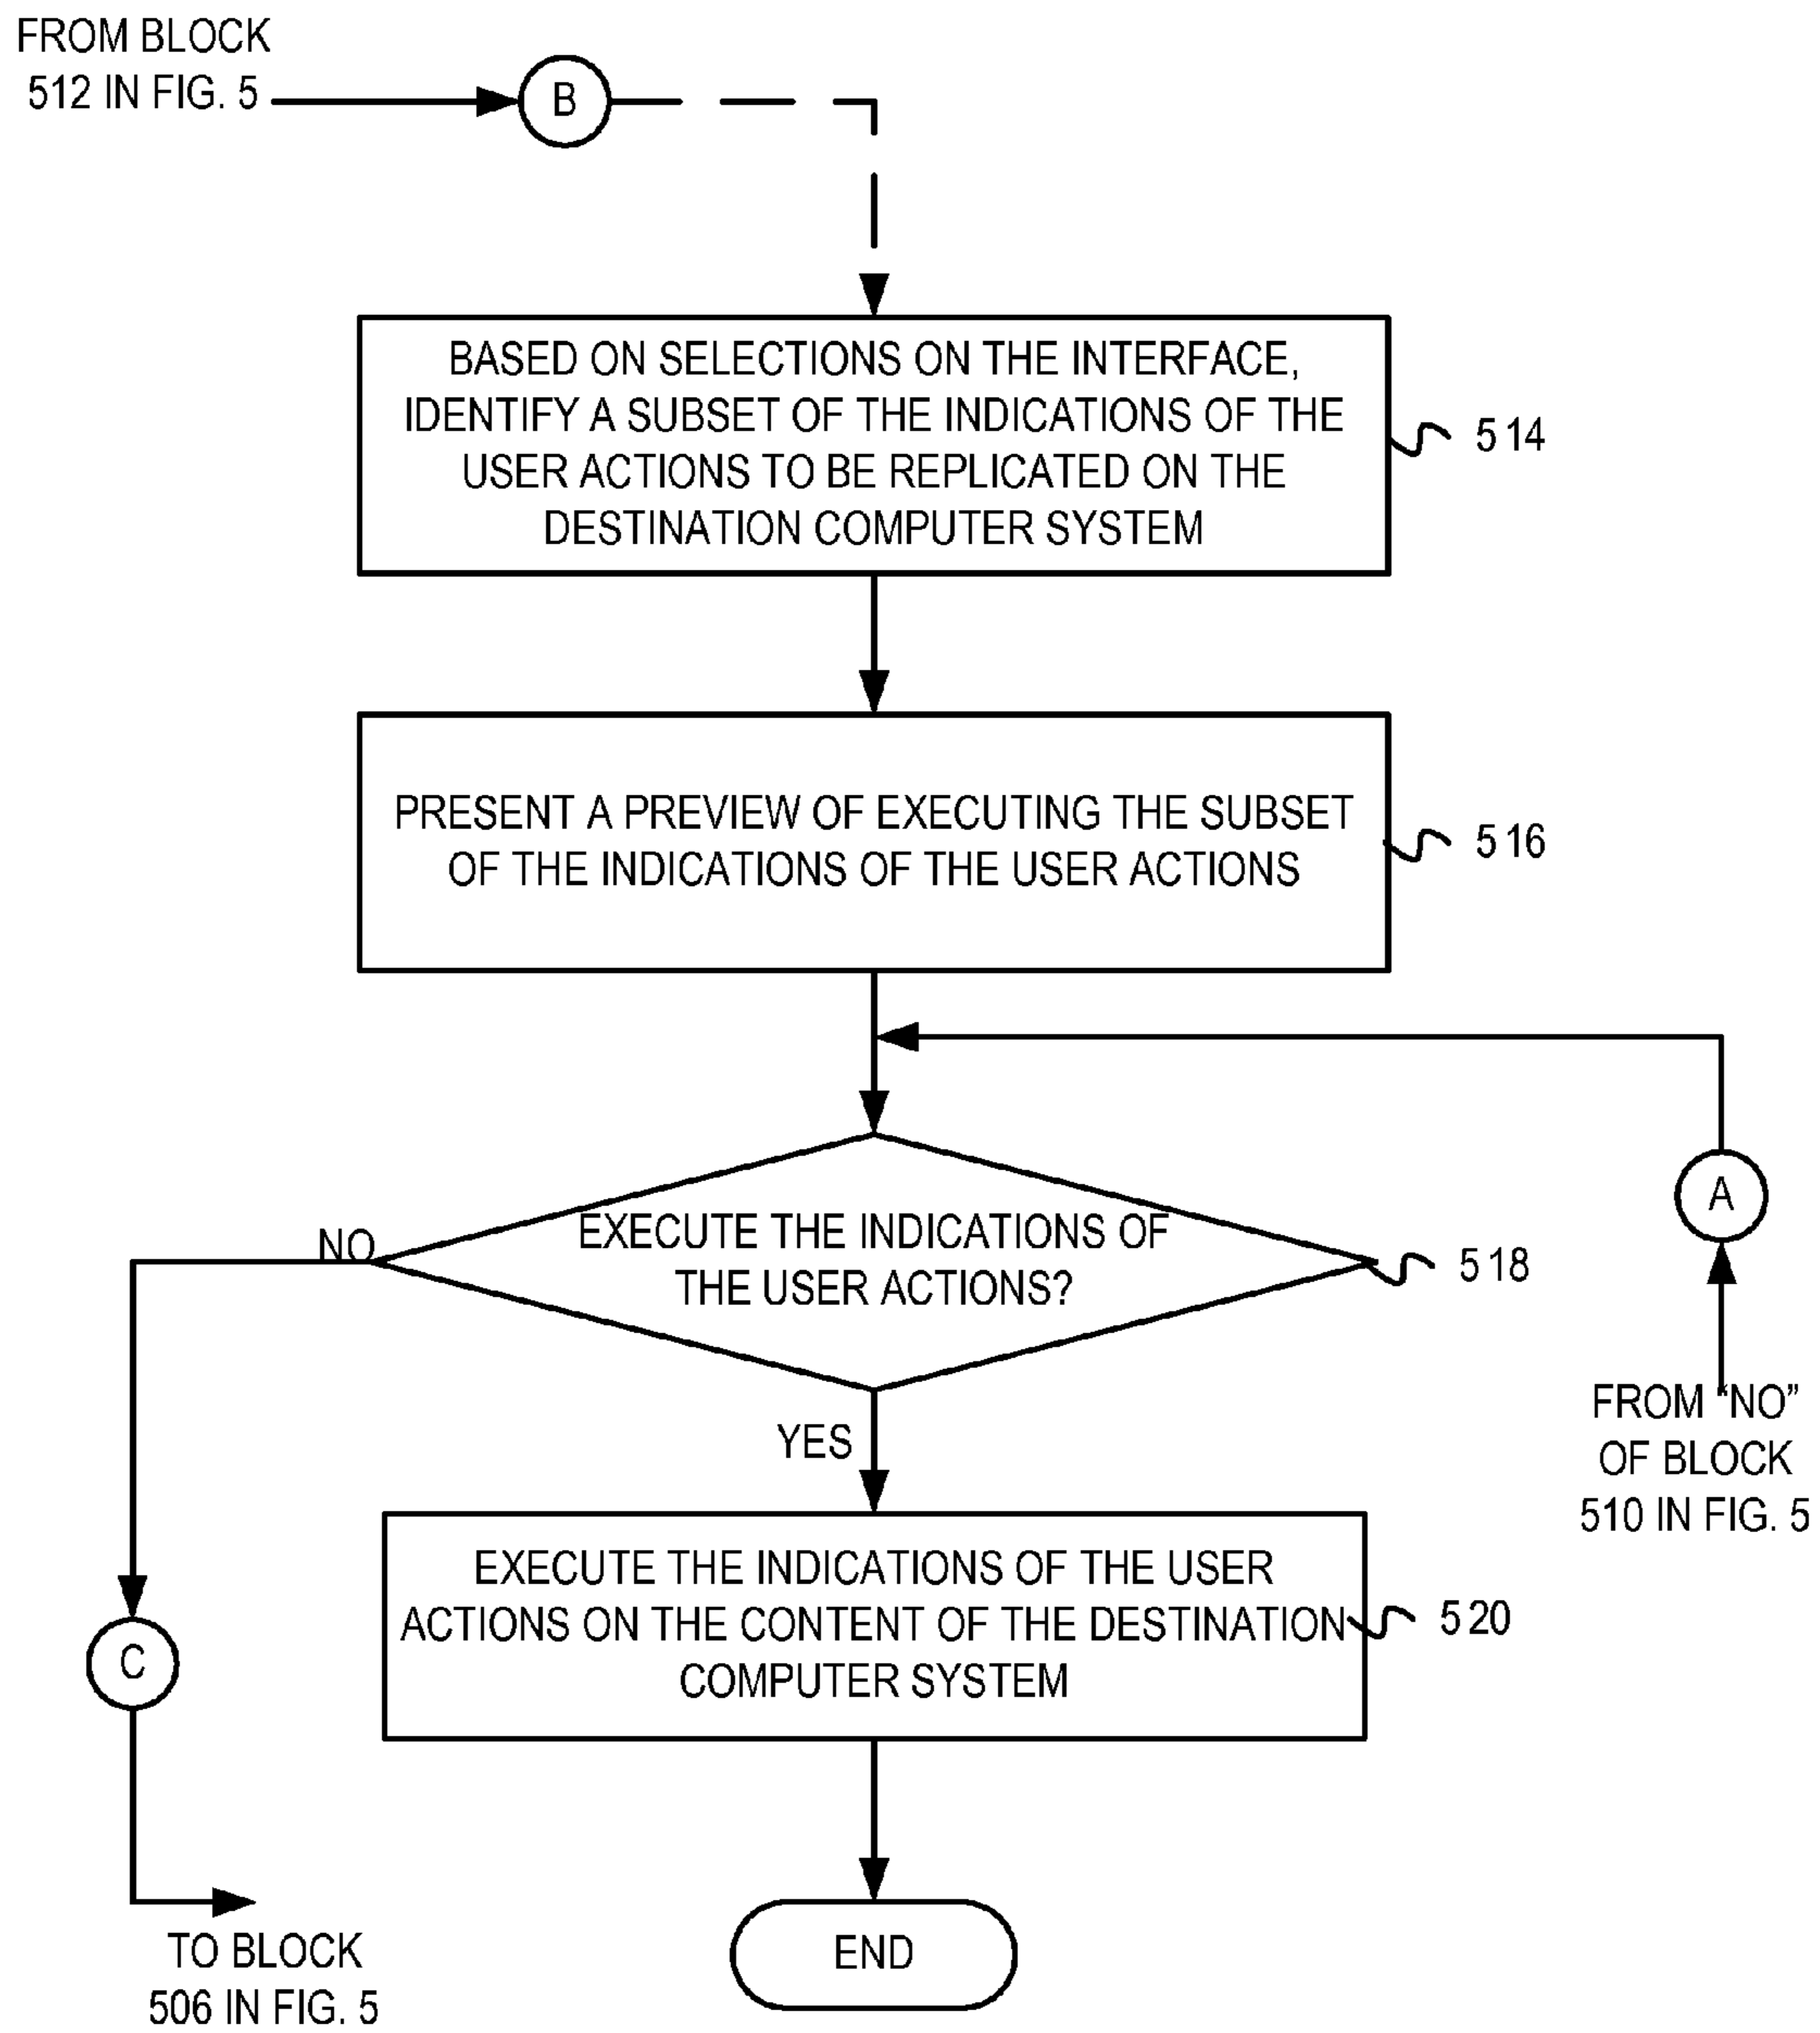 FROM BLOCK
512 IN FIG. 5
B
BASED ON SELECTIONS ON THE INTERFACE,
IDENTIFY A SUBSET OF THE INDICATIONS OF THE
USER ACTIONS TO BE REPLICATED ON THE
DESTINATION COMPUTER SYSTEM
514
PRESENT A PREVIEW OF EXECUTING THE SUBSET
OF THE INDICATIONS OF THE USER ACTIONS
516
A
NO
EXECUTE THE INDICATIONS OF
THE USER ACTIONS?
518
FROM “NO”
OF BLOCK
510 IN FIG. 5
YES
EXECUTE THE INDICATIONS OF THE USER
ACTIONS ON THE CONTENT OF THE DESTINATION
COMPUTER SYSTEM
520
C
TO BLOCK
506 IN FIG. 5
END